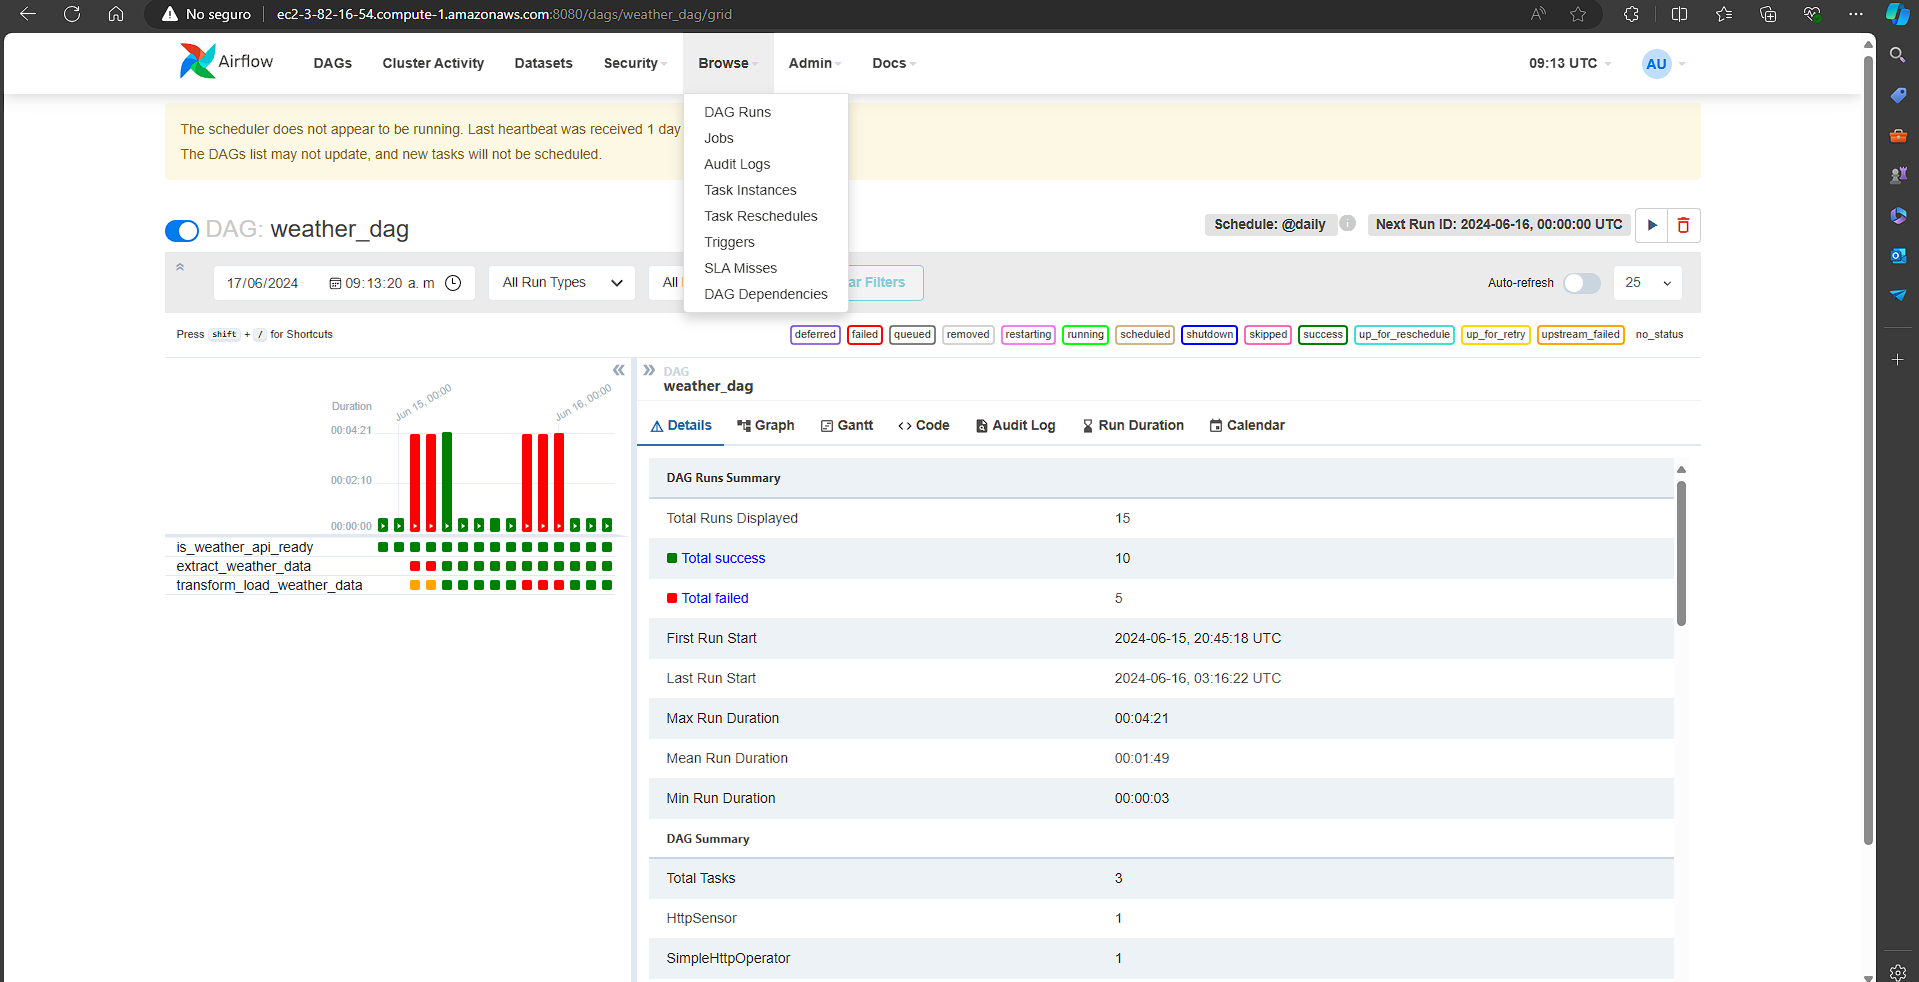 No seguro
ec2-3-82-16-54.compute-1.amazonaws.com:8080/dags/weather_dag/grid
Airflow
DAGs
Cluster Activity
Datasets
Security
Browse
Admin
Docs
09:13 UTC
AU
DAG Runs
Jobs
Audit Logs
Task Instances
Task Reschedules
Triggers
SLA Misses
DAG Dependencies
The scheduler does not appear to be running. Last heartbeat was received 1 day
The DAGs list may not update, and new tasks will not be scheduled.
DAG: weather_dag
Schedule: @daily
Next Run ID: 2024-06-16, 00:00:00 UTC
17/06/2024 09:13:20 a. m
All Run Types
All
ar Filters
Auto-refresh
25
Press shift + / for Shortcuts
deferred failed queued removed restarting running scheduled shutdown skipped success up_for_reschedule up_for_retry upstream_failed no_status
Duration
Jun 15, 00:00
Jun 16, 00:00
00:04:21
00:02:10
00:00:00
is_weather_api_ready
extract_weather_data
transform_load_weather_data
DAG
weather_dag
Details
Graph
Gantt
Code
Audit Log
Run Duration
Calendar
DAG Runs Summary
Total Runs Displayed 15
Total success 10
Total failed 5
First Run Start 2024-06-15, 20:45:18 UTC
Last Run Start 2024-06-16, 03:16:22 UTC
Max Run Duration 00:04:21
Mean Run Duration 00:01:49
Min Run Duration 00:00:03
DAG Summary
Total Tasks 3
HttpSensor 1
SimpleHttpOperator 1